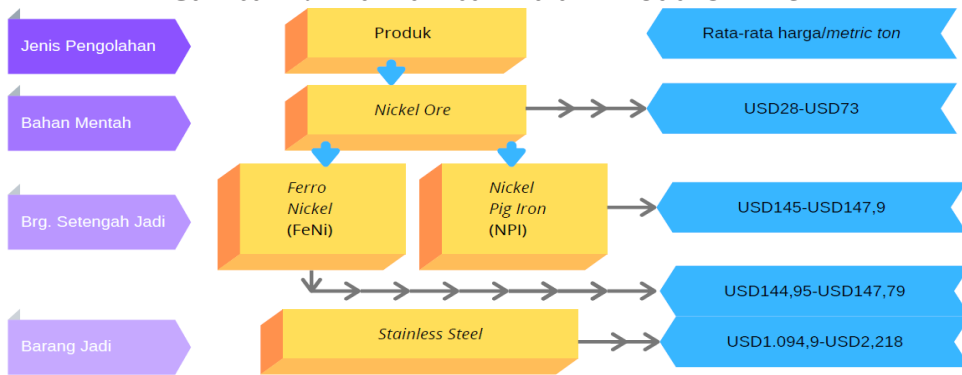 Jenis Pengolahan
Produk
Rata-rata harga/metric ton
Bahan Mentah
Nickel Ore
USD28-USD73
Brg. Setengah Jadi
Ferro
Nickel
(FeNi)
Nickel
Pig Iron
(NPI)
USD145-USD147,9
USD144,95-USD147,79
Barang Jadi
Stainless Steel
USD1.094,9-USD2,218